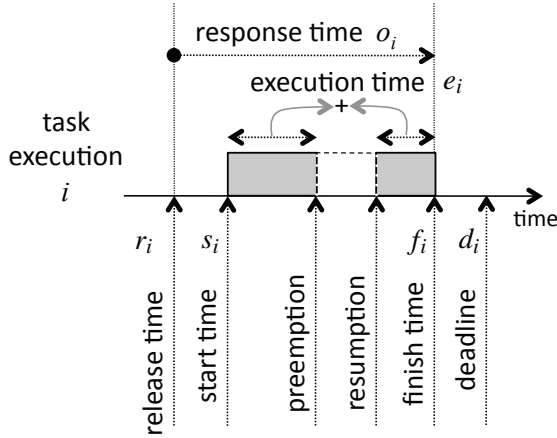 response time o_i
execution time e_i
+
task
execution
i
time
r_i s_i f_i d_i
release time
start time
preemption
resumption
finish time
deadline